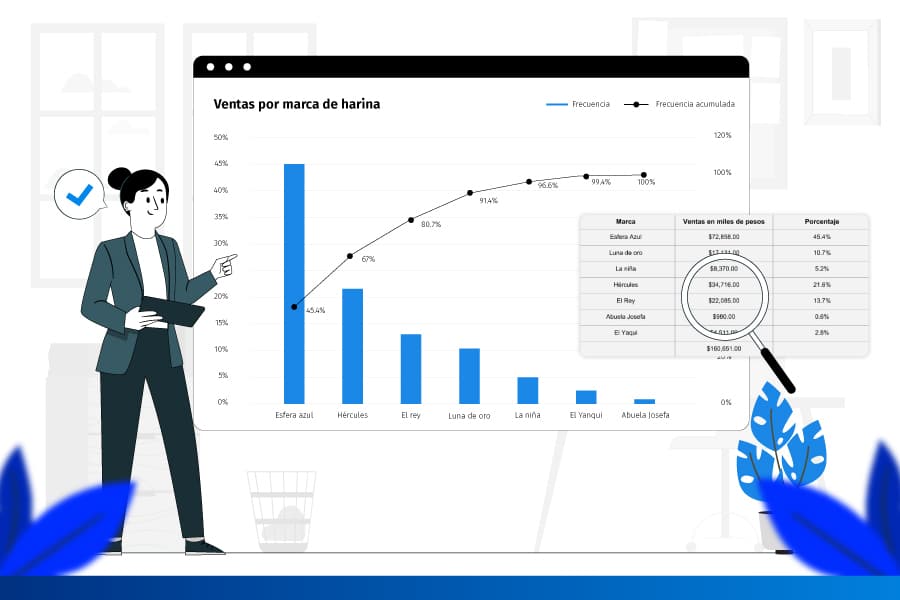 Ventas por marca de harina
Frecuencia Frecuencia acumulada
50%
45%
40%
35%
30%
20%
15%
10%
5%
0%
120%
100%
0%
45.4%
67%
80.7%
91.4%
96.6%
99.4%
100%
Esfera azul Hércules El rey Luna de oro La niña El Yanqui Abuela Josefa
Marca Ventas en miles de pesos Porcentaje
Esfera Azul $72,858.00 45.4%
Luna de oro 10.7%
La niña $8,370.00 5.2%
Hércules $34,716.00 21.6%
El Rey $22,085.00 13.7%
Abuela Josefa $980.00 0.6%
El Yaqui 2.8%
$160,651.00